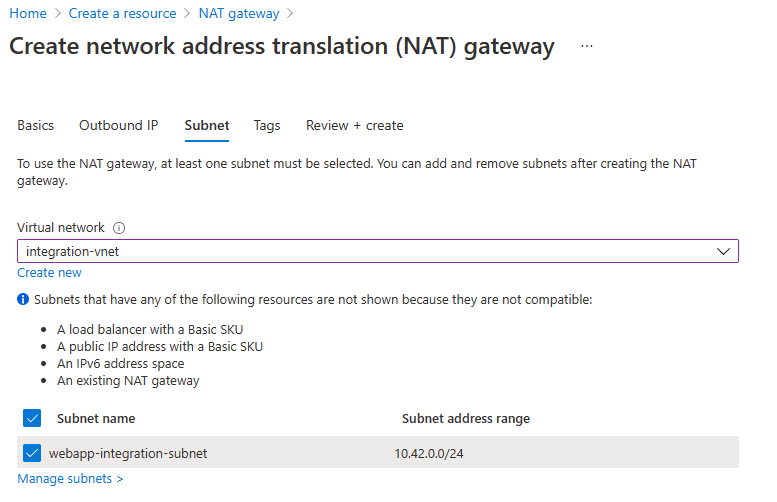 Home > Create a resource > NAT gateway >
Create network address translation (NAT) gateway ...
Basics Outbound IP Subnet Tags Review + create
To use the NAT gateway, at least one subnet must be selected. You can add and remove subnets after creating the NAT
gateway.
Virtual network
integration-vnet
Create new
Subnets that have any of the following resources are not shown because they are not compatible:
• A load balancer with a Basic SKU
• A public IP address with a Basic SKU
• An IPv6 address space
• An existing NAT gateway
Subnet name Subnet address range
webapp-integration-subnet 10.42.0.0/24
Manage subnets >